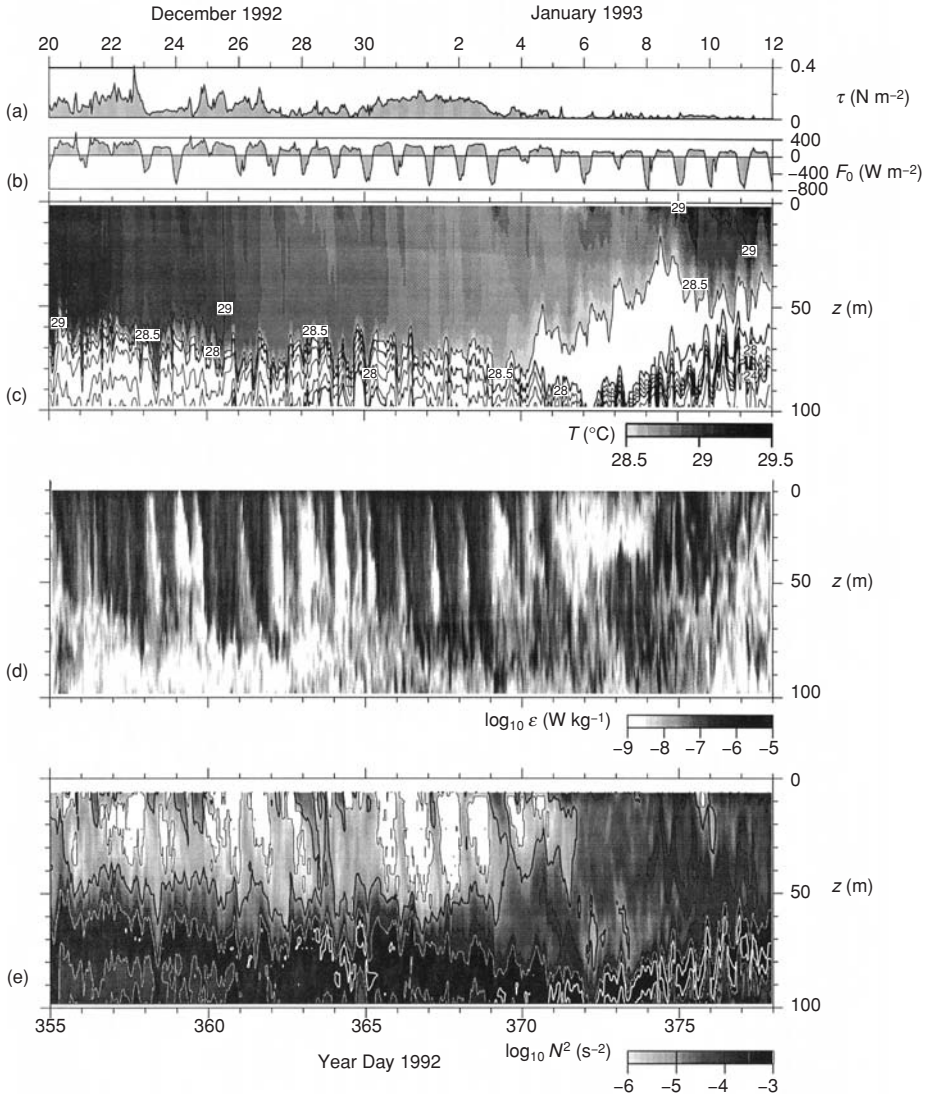 December 1992 January 1993
20 22 24 26 28 30 2 4 6 8 10 12
(a) 0.4 τ (N m−2) 0
(b) 400 0 −400 −800 F0 (W m−2)
0
29
29
50 z (m)
29 28.5 28 29 28.5 28 28.5 28 28.5 28
(c) 100
T (°C)
28.5 29 29.5
0
50 z (m)
(d) 100
log10 ε (W kg−1)
−9 −8 −7 −6 −5
0
50 z (m)
(e) 100
355 360 365 370 375
Year Day 1992
log10 N2 (s−2)
−6 −5 −4 −3